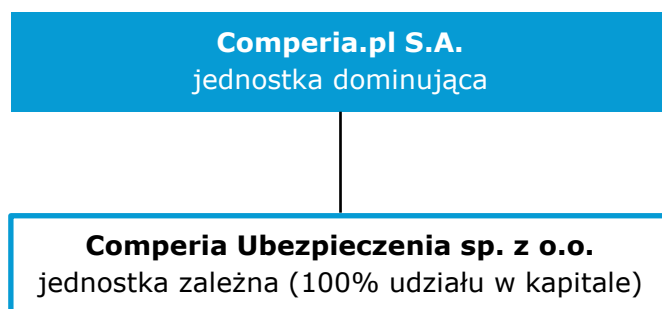 Comperia.pl S.A.
jednostka dominująca
Comperia Ubezpieczenia sp. z o.o.
jednostka zależna (100% udziału w kapitale)